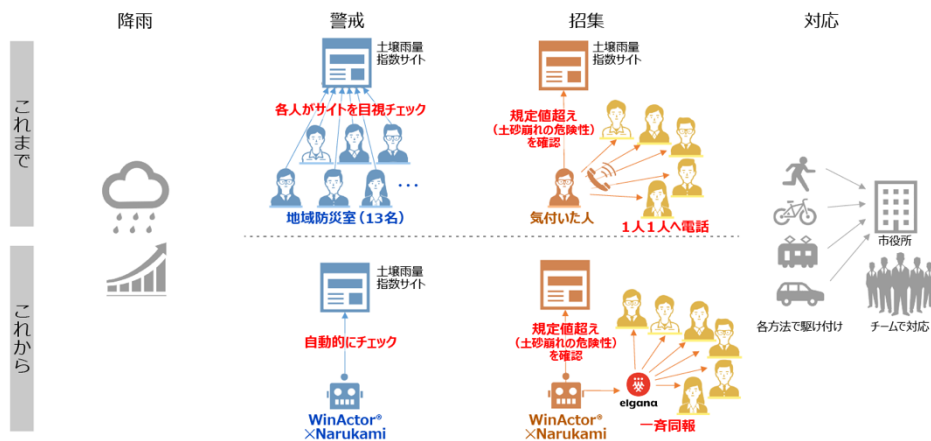 降雨
警戒
招集
対応
これまで
土壌雨量
指数サイト
各人がサイトを目視チェック
・・・
地域防災室（13名）
土壌雨量
指数サイト
規定値超え
（土砂崩れの危険性）
を確認
気付いた人
1人1人へ電話
市役所
各方法で駆け付け
チームで対応
これから
土壌雨量
指数サイト
自動的にチェック
WinActor®
×Narukami
土壌雨量
指数サイト
規定値超え
（土砂崩れの危険性）
を確認
WinActor®
×Narukami
elgana
一斉同報